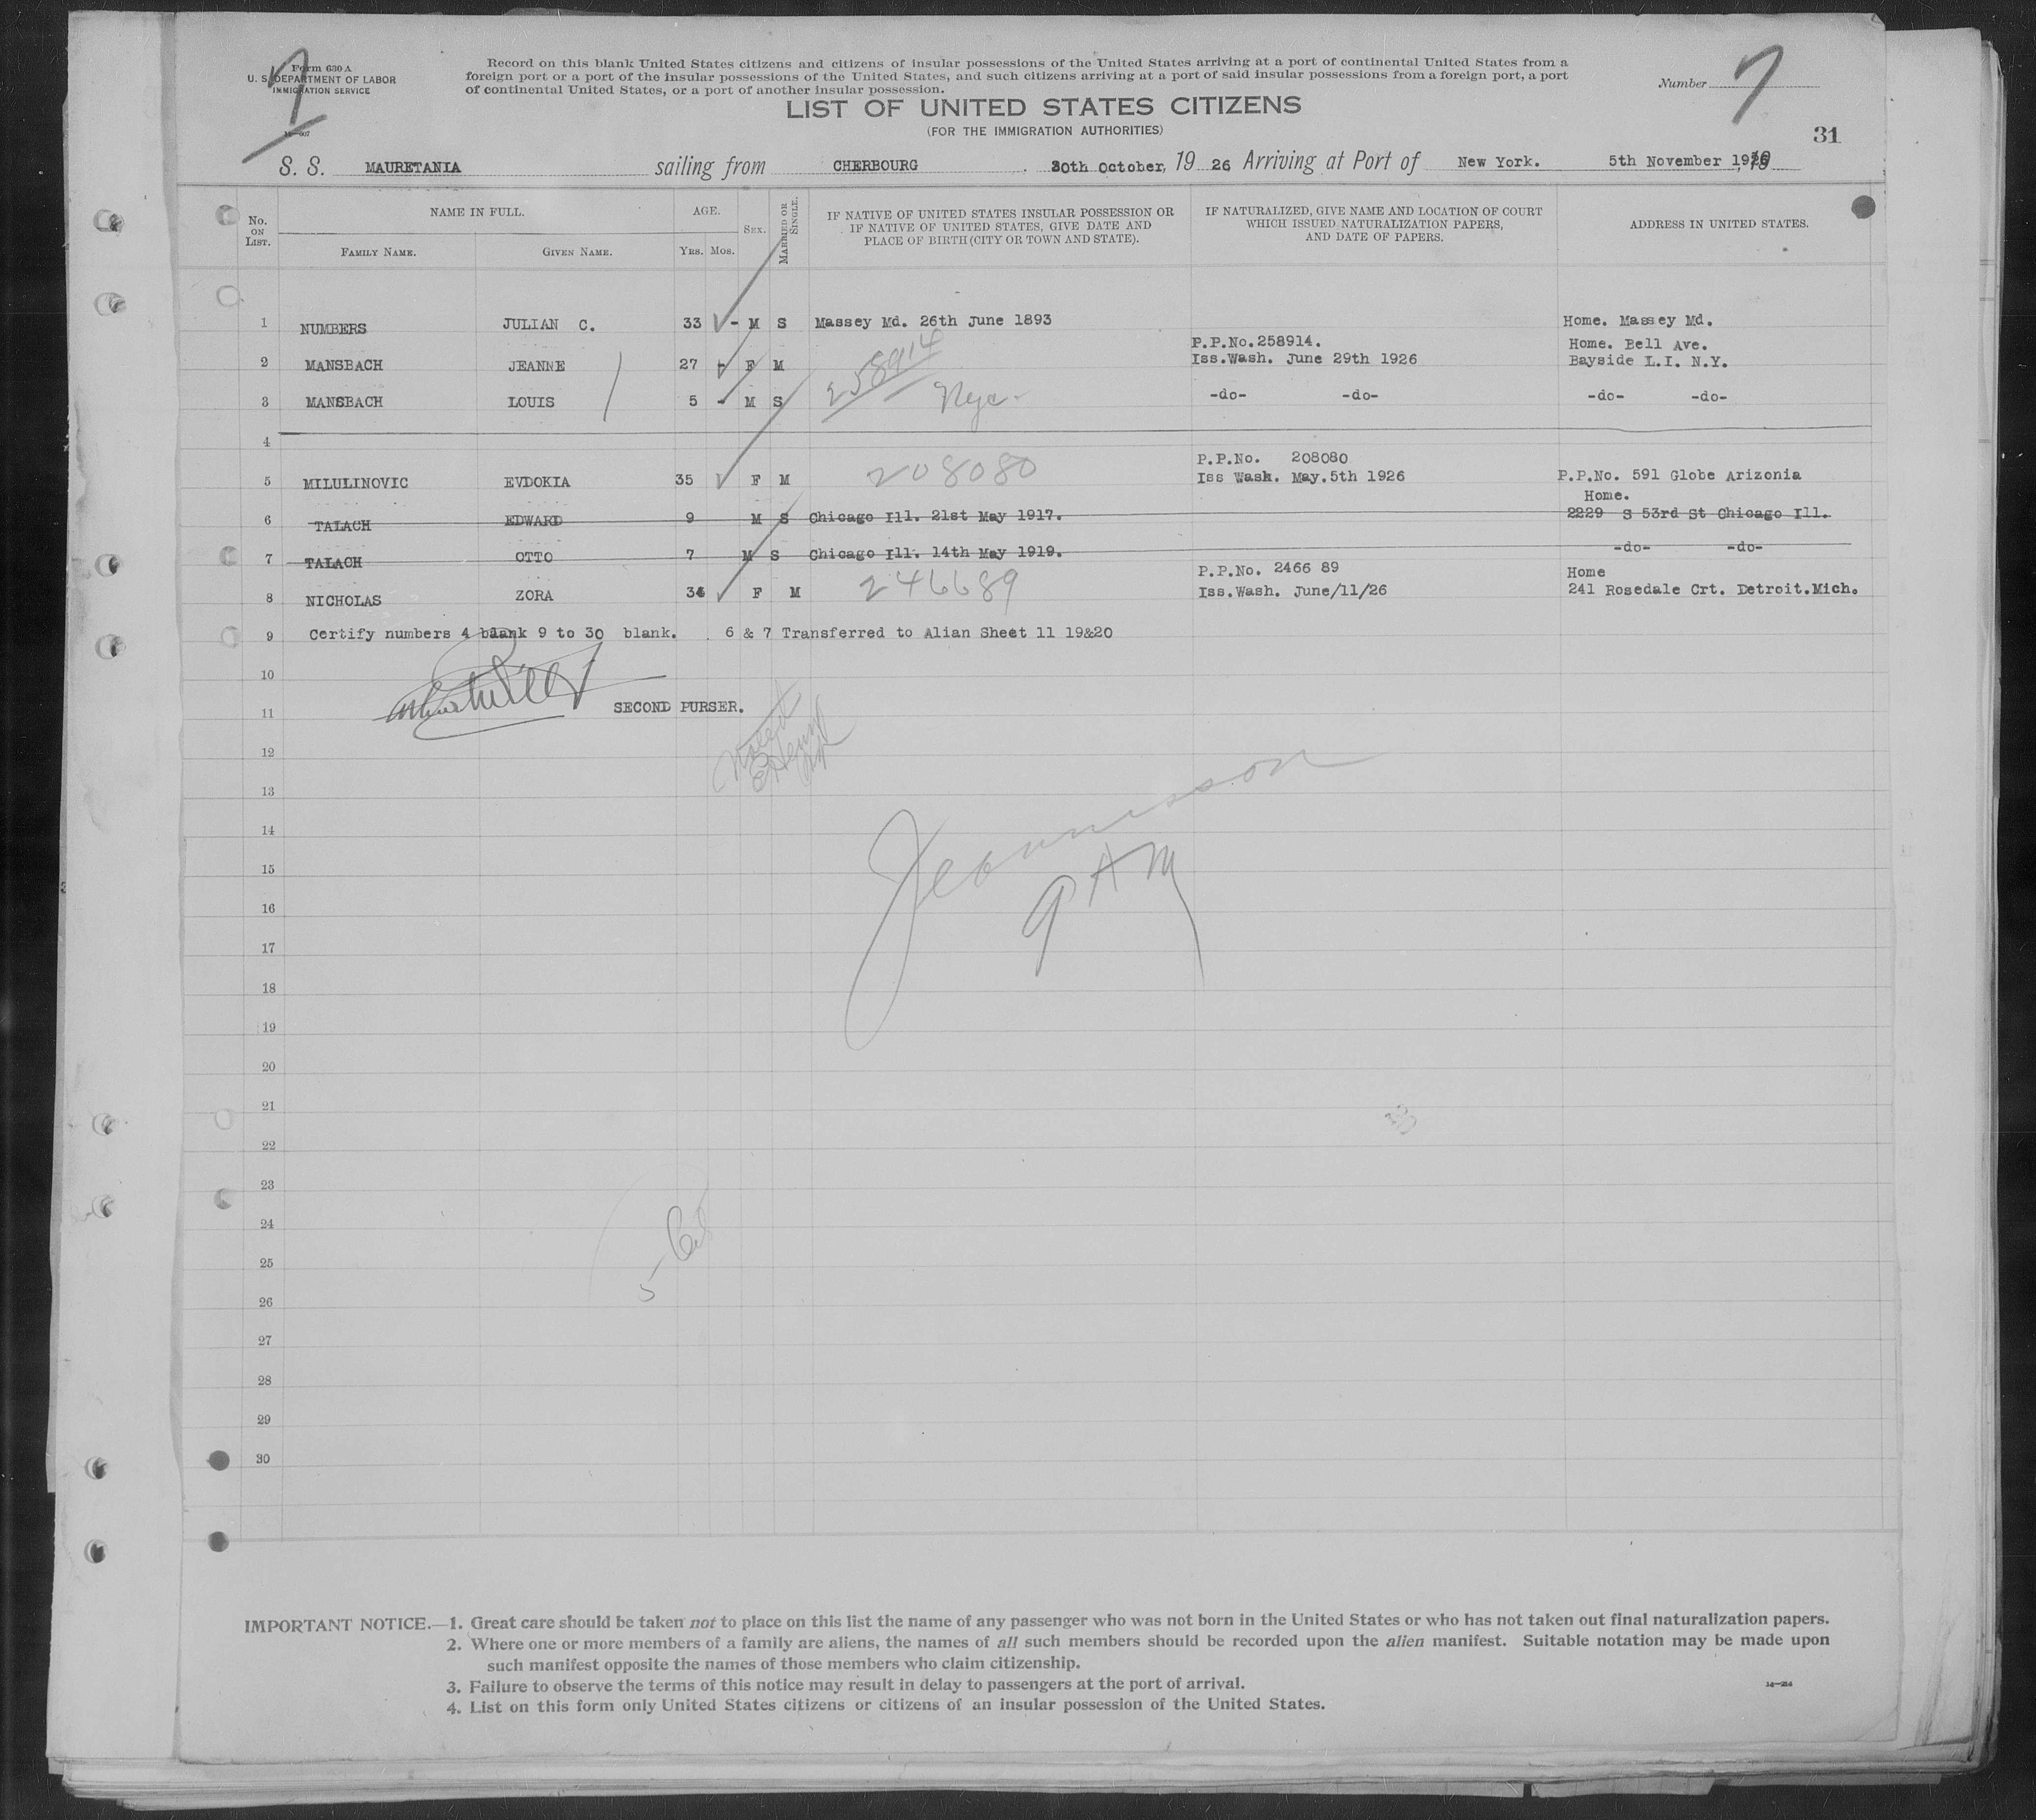 7
Form 630 A
U. S. DEPARTMENT OF LABOR
IMMIGRATION SERVICE
Record on this blank United States citizens and citizens of insular possessions of the United States arriving at a port of continental United States from a
foreign port or a port of the insular possessions of the United States, and such citizens arriving at a port of said insular possessions from a foreign port, a port
of continental United States, or a port of another insular possession.
Number 7
LIST OF UNITED STATES CITIZENS
(FOR THE IMMIGRATION AUTHORITIES)
31
S. S. MAURETANIA sailing from CHERBOURG . 30th October, 19 26 Arriving at Port of New York. 5th November 1926
No. ON LIST. NAME IN FULL. AGE. SEX. MARRIED OR SINGLE. IF NATIVE OF UNITED STATES INSULAR POSSESSION OR IF NATIVE OF UNITED STATES, GIVE DATE AND PLACE OF BIRTH (CITY OR TOWN AND STATE). IF NATURALIZED, GIVE NAME AND LOCATION OF COURT WHICH ISSUED NATURALIZATION PAPERS, AND DATE OF PAPERS. ADDRESS IN UNITED STATES.
FAMILY NAME. GIVEN NAME. YRS. MOS.
1 NUMBERS JULIAN C. 33 - M S Massey Md. 26th June 1893 Home. Massey Md.
P.P.No.258914. Home. Bell Ave.
2 MANSBACH JEANNE 27 - F M 258914 Iss.Wash. June 29th 1926 Bayside L.I. N.Y.
3 MANSBACH LOUIS 5 - M S Nyc- -do- -do- -do- -do-
4
P.P.No. 208080
5 MILULINOVIC EVDOKIA 35 F M 208080 Iss Wash. May.5th 1926 P.P.No. 591 Globe Arizonia
Home.
6 TALACH EDWARD 9 M S Chicago Ill. 21st May 1917. 2229 S 53rd St Chicago Ill.
7 TALACH OTTO 7 M S Chicago Ill. 14th May 1919. -do- -do-
P.P.No. 2466 89 Home
8 NICHOLAS ZORA 34 F M 246689 Iss.Wash. June/11/26 241 Rosedale Crt. Detroit.Mich.
9 Certify numbers 4 blank 9 to 30 blank. 6 & 7 Transferred to Alian Sheet 11 19&20
10
11 SECOND PURSER.
12
13
14
15 9 AM
16
17
18
19
20
21
22
23
24
25
26
27
28
29
30
IMPORTANT NOTICE.—1. Great care should be taken not to place on this list the name of any passenger who was not born in the United States or who has not taken out final naturalization papers.
2. Where one or more members of a family are aliens, the names of all such members should be recorded upon the alien manifest. Suitable notation may be made upon
such manifest opposite the names of those members who claim citizenship.
3. Failure to observe the terms of this notice may result in delay to passengers at the port of arrival.
4. List on this form only United States citizens or citizens of an insular possession of the United States.